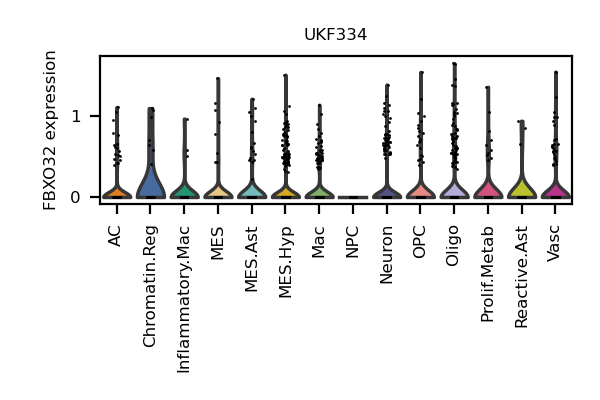 UKF334
FBXO32 expression
1
0
AC
Chromatin.Reg
Inflammatory.Mac
MES
MES.Ast
MES.Hyp
Mac
NPC
Neuron
OPC
Oligo
Prolif.Metab
Reactive.Ast
Vasc